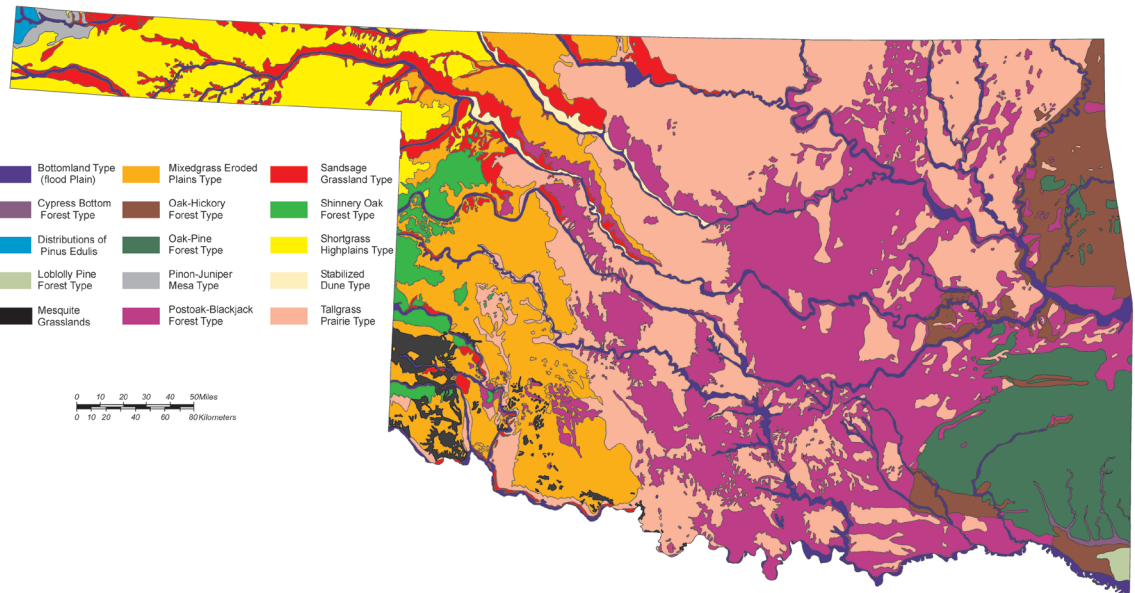 Bottomland Type
(flood Plain)
Mixedgrass Eroded
Plains Type
Sandsage
Grassland Type
Cypress Bottom
Forest Type
Oak-Hickory
Forest Type
Shinnery Oak
Forest Type
Distributions of
Pinus Edulis
Oak-Pine
Forest Type
Shortgrass
Highplains Type
Loblolly Pine
Forest Type
Pinon-Juniper
Mesa Type
Stabilized
Dune Type
Mesquite
Grasslands
Postoak-Blackjack
Forest Type
Tallgrass
Prairie Type
0 10 20 30 40 50Miles
0 10 20 40 60 80Kilometers